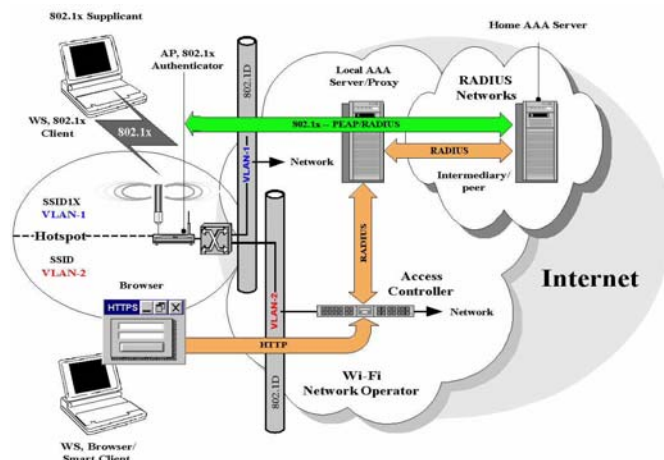 802.1x Supplicant
Home AAA Server
AP, 802.1x
Authenticator
802.1D
Local AAA
Server/Proxy
RADIUS
Networks
WS, 802.1x
Client
802.1x
802.1x -- PEAP/RADIUS
VLAN-1
Network
RADIUS
Intermediary/
peer
SSID1X
VLAN-1
Hotspot
SSID
VLAN-2
RADIUS
Internet
Browser
Access
Controller
HTTPS
VLAN-2
Network
HTTP
Wi-Fi
Network Operator
802.1D
WS, Browser/
Smart Client